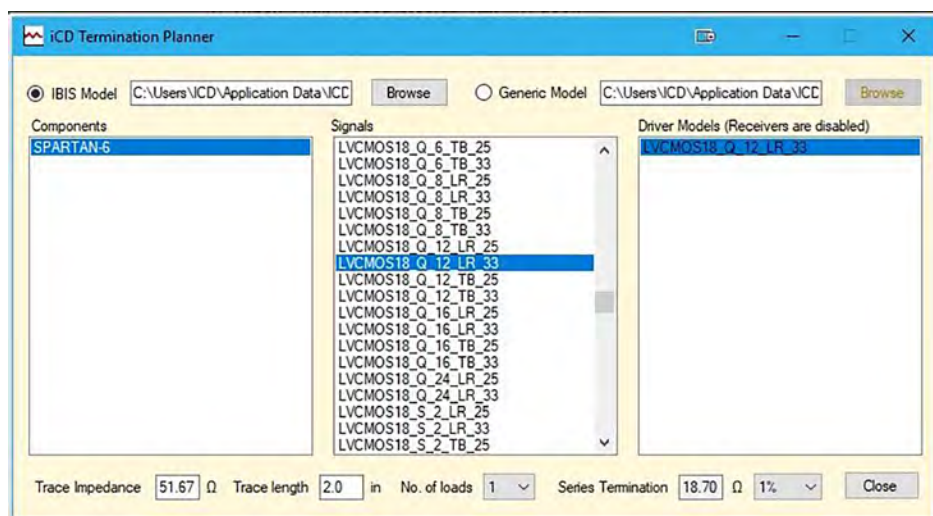 iCD Termination Planner
IBIS Model C:\Users\ICD\Application Data\ICD Browse Generic Model C:\Users\ICD\Application Data\ICD Browse
Components Signals Driver Models (Receivers are disabled)
SPARTAN-6 LVCMOS18_Q_6_TB_25 LVCMOS18_Q_12_LR_33
LVCMOS18_Q_6_TB_33
LVCMOS18_Q_8_LR_25
LVCMOS18_Q_8_LR_33
LVCMOS18_Q_8_TB_25
LVCMOS18_Q_8_TB_33
LVCMOS18_Q_12_LR_25
LVCMOS18_Q_12_LR_33
LVCMOS18_Q_12_TB_25
LVCMOS18_Q_12_TB_33
LVCMOS18_Q_16_LR_25
LVCMOS18_Q_16_LR_33
LVCMOS18_Q_16_TB_25
LVCMOS18_Q_16_TB_33
LVCMOS18_Q_24_LR_25
LVCMOS18_Q_24_LR_33
LVCMOS18_S_2_LR_25
LVCMOS18_S_2_LR_33
LVCMOS18_S_2_TB_25
Trace Impedance 51.67 Ω Trace length 2.0 in No. of loads 1 Series Termination 18.70 Ω 1% Close